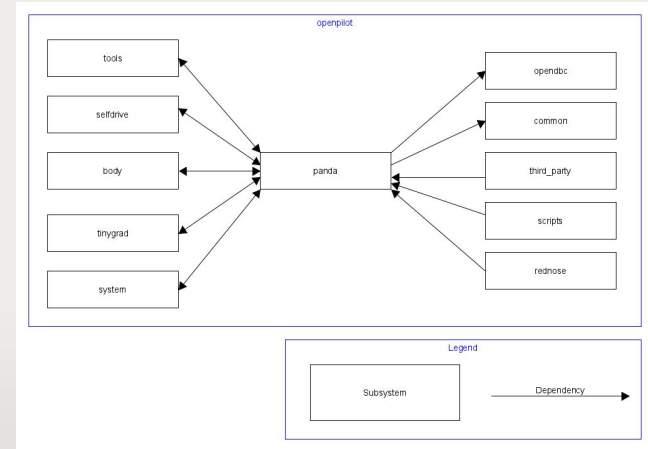 openpilot
tools
selfdrive
body
tinygrad
system
panda
opendbc
common
third_party
scripts
rednose
Legend
Subsystem
Dependency